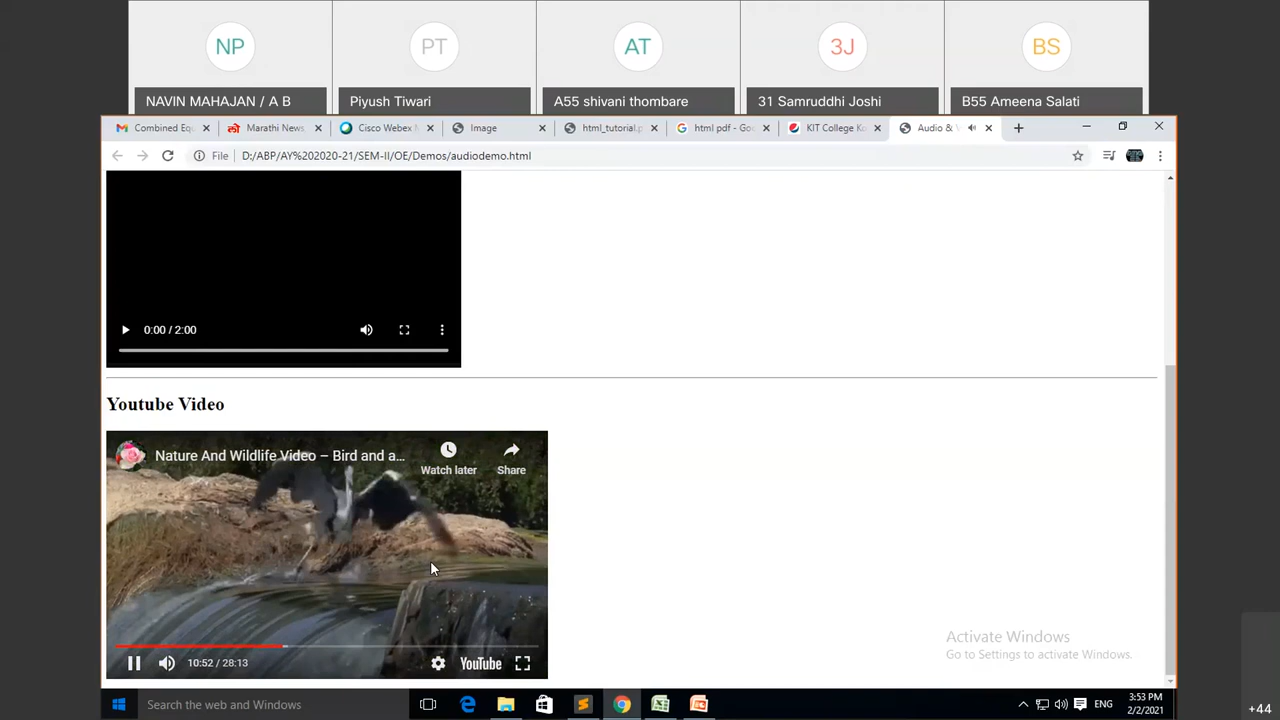 NP
PT
AT
3J
BS
NAVIN MAHAJAN / A B
Piyush Tiwari
A55 shivani thombare
31 Samruddhi Joshi
B55 Ameena Salati
Combined Eq
Marathi News,
Cisco Webex M
Image
html_tutorial.p
html pdf - Goo
KIT College Ko
Audio &
File
D:/ABP/AY%202020-21/SEM-II/OE/Demos/audiodemo.html
0:00 / 2:00
Youtube Video
Nature And Wildlife Video – Bird and a...
Watch later
Share
10:52 / 28:13
YouTube
Activate Windows
Go to Settings to activate Windows.
Search the web and Windows
ENG
3:53 PM
2/2/2021
+44